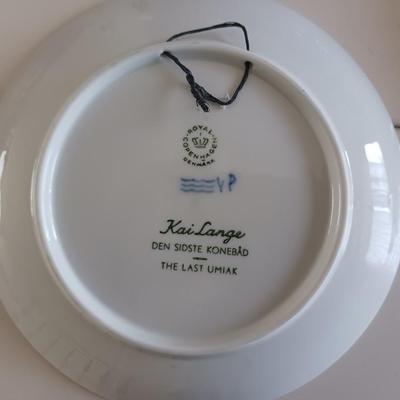 ROYAL COPENHAGEN
DENMARK
VP
Kai Lange
DEN SIDSTE KONEBÅD
THE LAST UMIAK